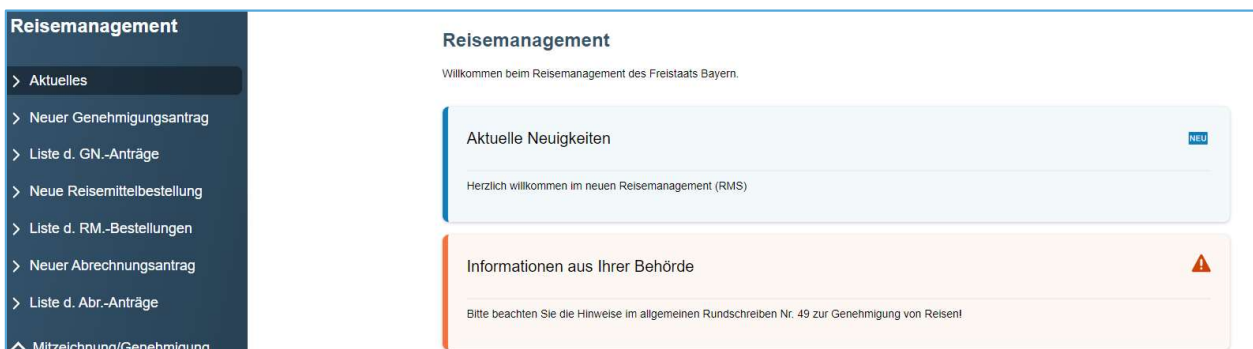 Reisemanagement
Aktuelles
Neuer Genehmigungsantrag
Liste d. GN.-Anträge
Neue Reisemittelbestellung
Liste d. RM.-Bestellungen
Neuer Abrechnungsantrag
Liste d. Abr.-Anträge
Mitzeichnung/Genehmigung
Reisemanagement
Willkommen beim Reisemanagement des Freistaats Bayern.
Aktuelle Neuigkeiten
NEU
Herzlich willkommen im neuen Reisemanagement (RMS)
Informationen aus Ihrer Behörde
Bitte beachten Sie die Hinweise im allgemeinen Rundschreiben Nr. 49 zur Genehmigung von Reisen!